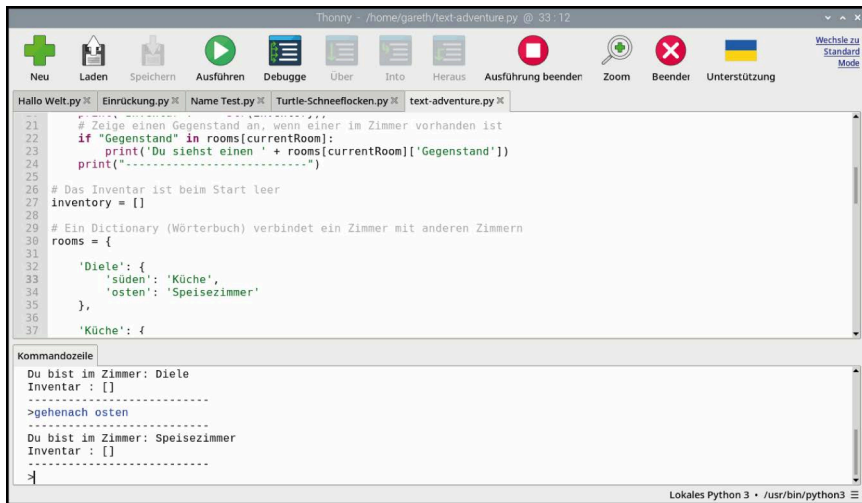 Thonny - /home/gareth/text-adventure.py @ 33 : 12
Neu Laden Speichern Ausführen Debugge Über Into Heraus Ausführung beenden Zoom Beenden Unterstützung
Wechsle zu
Standard
Mode
Hallo Welt.py Einrückung.py Name Test.py Turtle-Schneeflocken.py text-adventure.py
21 # Zeige einen Gegenstand an, wenn einer im Zimmer vorhanden ist
22 if "Gegenstand" in rooms[currentRoom]:
23 print('Du siehst einen ' + rooms[currentRoom]['Gegenstand'])
24 print("---------------------------")
25
26 # Das Inventar ist beim Start leer
27 inventory = []
28
29 # Ein Dictionary (Wörterbuch) verbindet ein Zimmer mit anderen Zimmern
30 rooms = {
31
32 'Diele': {
33 'süden': 'Küche',
34 'osten': 'Speisezimmer'
35 },
36
37 'Küche': {
Kommandozeile
Du bist im Zimmer: Diele
Inventar : []
---------------------------
>gehenach osten
---------------------------
Du bist im Zimmer: Speisezimmer
Inventar : []
---------------------------
>
Lokales Python 3 • /usr/bin/python3 ≡